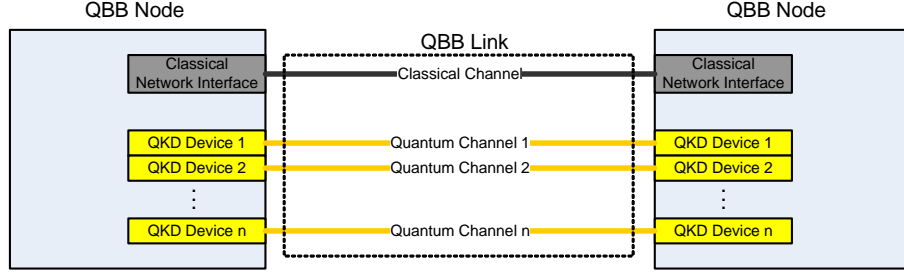 QBB Node
QBB Node
QBB Link
Classical
Network Interface
Classical Channel
Classical
Network Interface
QKD Device 1
Quantum Channel 1
QKD Device 1
QKD Device 2
Quantum Channel 2
QKD Device 2
QKD Device n
Quantum Channel n
QKD Device n